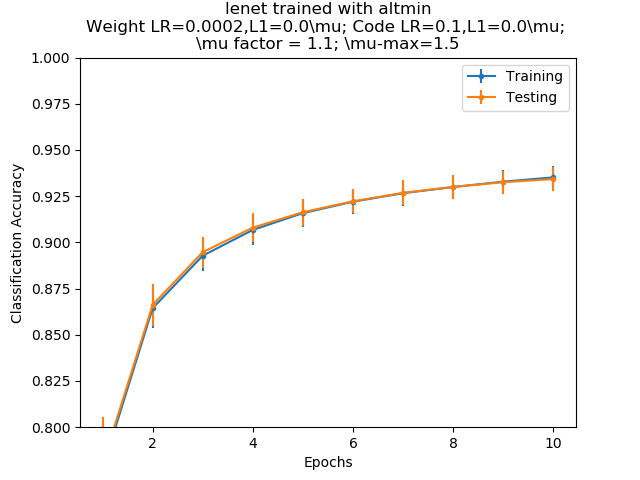 lenet trained with altmin
Weight LR=0.0002,L1=0.0\mu; Code LR=0.1,L1=0.0\mu;
\mu factor = 1.1; \mu-max=1.5
Training
Testing
Classification Accuracy
1.000
0.975
0.950
0.925
0.900
0.875
0.850
0.825
0.800
2 4 6 8 10
Epochs